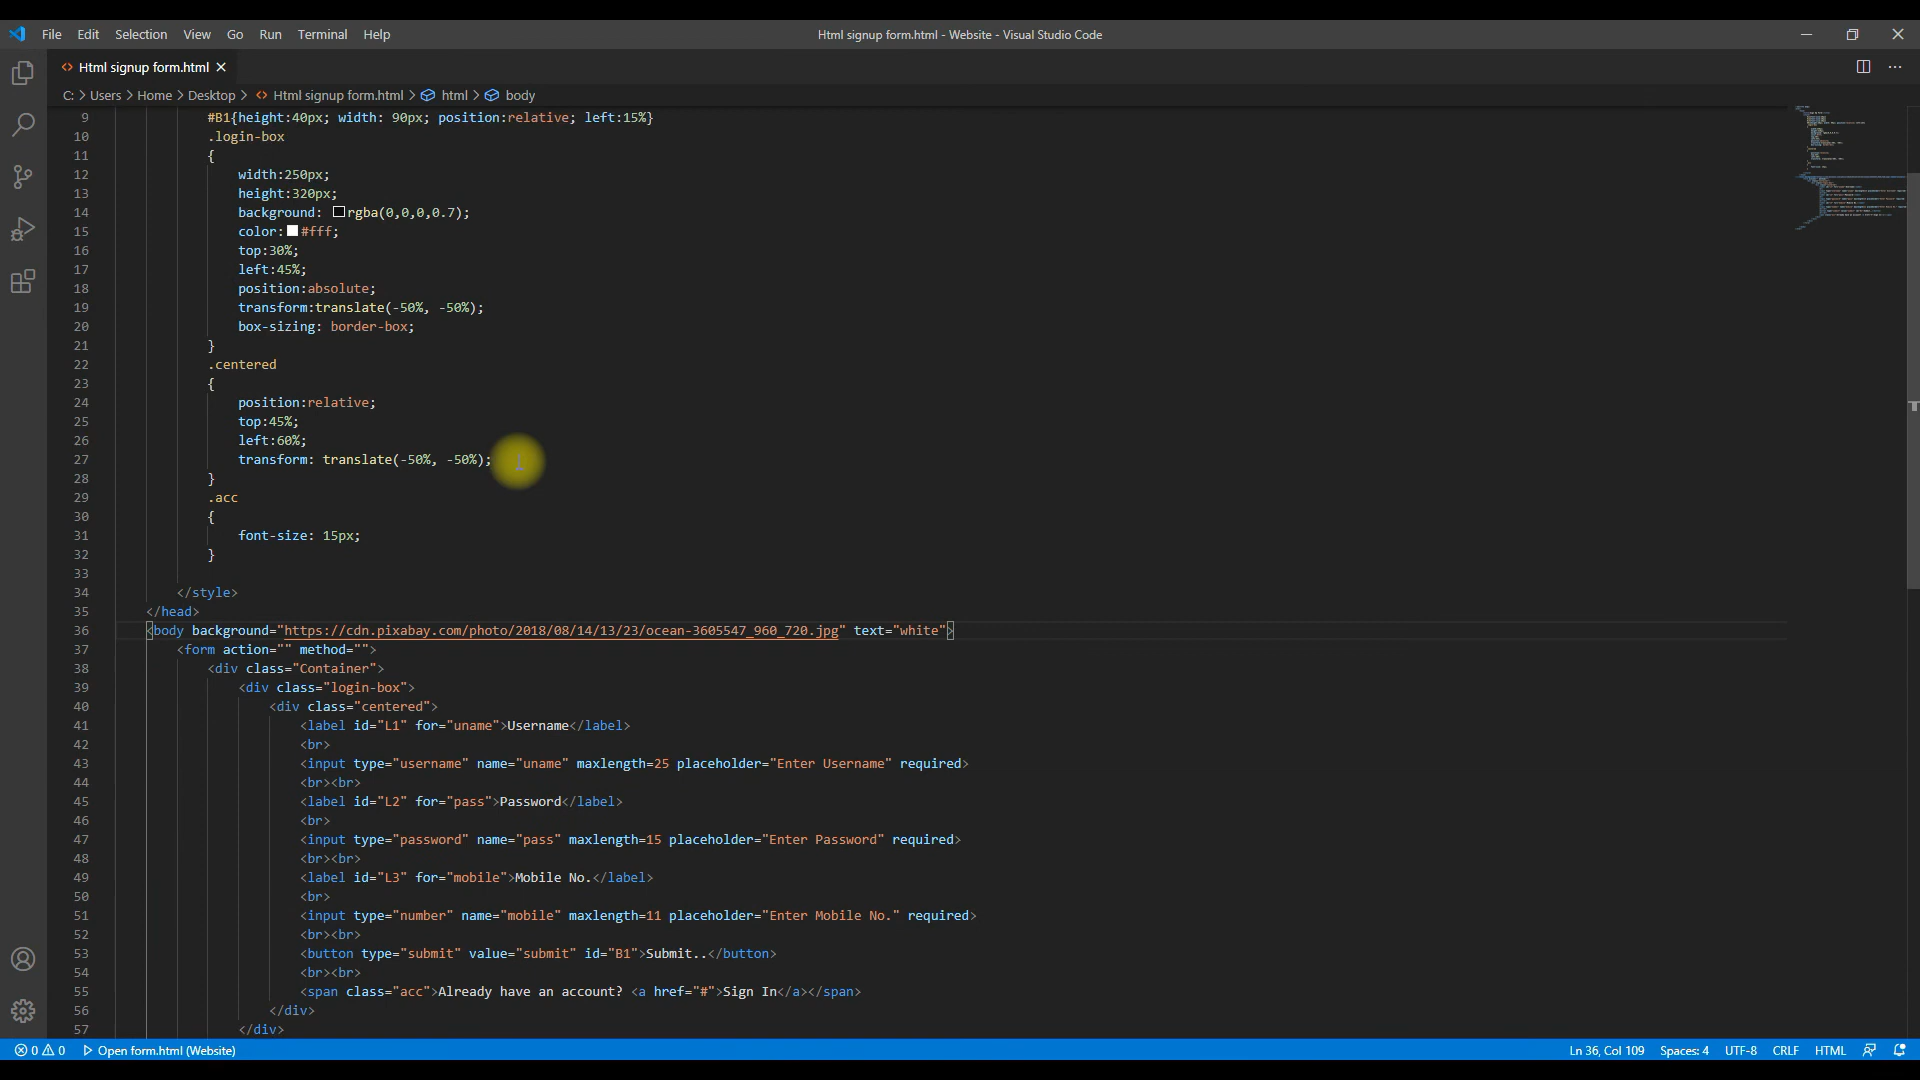 File Edit Selection View Go Run Terminal Help
Html signup form.html - Website - Visual Studio Code
Html signup form.html
C: > Users > Home > Desktop > Html signup form.html > html > body
9 #B1{height:40px; width: 90px; position:relative; left:15%}
10 .login-box
11 {
12 width:250px;
13 height:320px;
14 background: rgba(0,0,0,0.7);
15 color:#fff;
16 top:30%;
17 left:45%;
18 position:absolute;
19 transform:translate(-50%, -50%);
20 box-sizing: border-box;
21 }
22 .centered
23 {
24 position:relative;
25 top:45%;
26 left:60%;
27 transform: translate(-50%, -50%);
28 }
29 .acc
30 {
31 font-size: 15px;
32 }
33
34 </style>
35 </head>
36 <body background="https://cdn.pixabay.com/photo/2018/08/14/13/23/ocean-3605547_960_720.jpg" text="white">
37 <form action="" method="">
38 <div class="Container">
39 <div class="login-box">
40 <div class="centered">
41 <label id="L1" for="uname">Username</label>
42 <br>
43 <input type="username" name="uname" maxlength=25 placeholder="Enter Username" required>
44 <br><br>
45 <label id="L2" for="pass">Password</label>
46 <br>
47 <input type="password" name="pass" maxlength=15 placeholder="Enter Password" required>
48 <br><br>
49 <label id="L3" for="mobile">Mobile No.</label>
50 <br>
51 <input type="number" name="mobile" maxlength=11 placeholder="Enter Mobile No." required>
52 <br><br>
53 <button type="submit" value="submit" id="B1">Submit..</button>
54 <br><br>
55 <span class="acc">Already have an account? <a href="#">Sign In</a></span>
56 </div>
57 </div>
0 0 Open form.html (Website)
Ln 36, Col 109 Spaces: 4 UTF-8 CRLF HTML